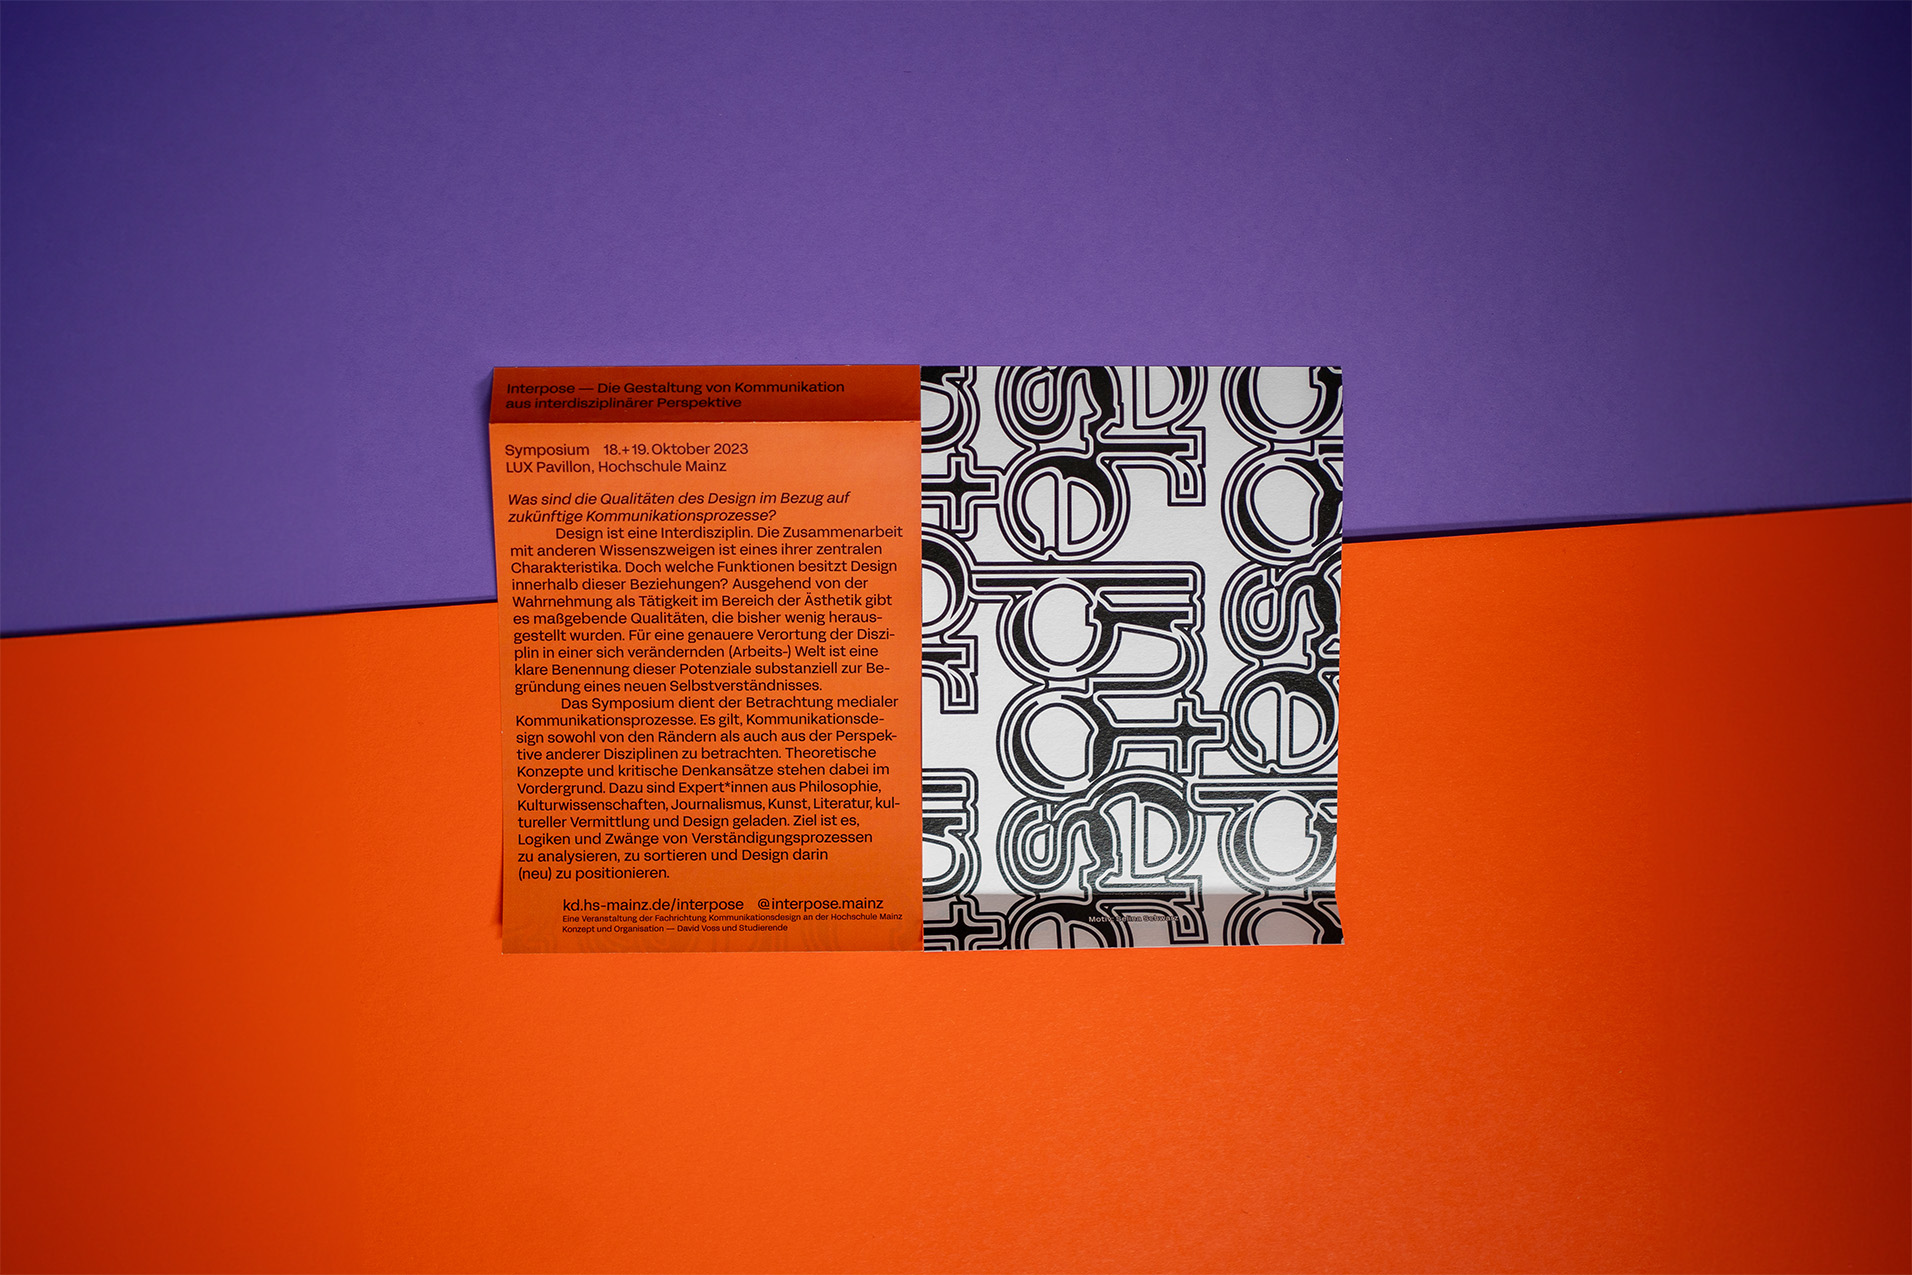 Interpose — Die Gestaltung von Kommunikation
aus interdisziplinärer Perspektive
Symposium 18.+19. Oktober 2023
LUX Pavillon, Hochschule Mainz
Was sind die Qualitäten des Design im Bezug auf
zukünftige Kommunikationsprozesse?
Design ist eine Interdisziplin. Die Zusammenarbeit
mit anderen Wissenszweigen ist eines ihrer zentralen
Charakteristika. Doch welche Funktionen besitzt Design
innerhalb dieser Beziehungen? Ausgehend von der
Wahrnehmung als Tätigkeit im Bereich der Ästhetik gibt
es maßgebende Qualitäten, die bisher wenig heraus-
gestellt wurden. Für eine genauere Verortung der Diszi-
plin in einer sich verändernden (Arbeits-) Welt ist eine
klare Benennung dieser Potenziale substanziell zur Be-
gründung eines neuen Selbstverständnisses.
Das Symposium dient der Betrachtung medialer
Kommunikationsprozesse. Es gilt, Kommunikationsde-
sign sowohl von den Rändern als auch aus der Perspek-
tive anderer Disziplinen zu betrachten. Theoretische
Konzepte und kritische Denkansätze stehen dabei im
Vordergrund. Dazu sind Expert*innen aus Philosophie,
Kulturwissenschaften, Journalismus, Kunst, Literatur, kul-
tureller Vermittlung und Design geladen. Ziel ist es,
Logiken und Zwänge von Verständigungsprozessen
zu analysieren, zu sortieren und Design darin
(neu) zu positionieren.
kd.hs-mainz.de/interpose @interpose.mainz
Eine Veranstaltung der Fachrichtung Kommunikationsdesign an der Hochschule Mainz
Konzept und Organisation — David Voss und Studierende